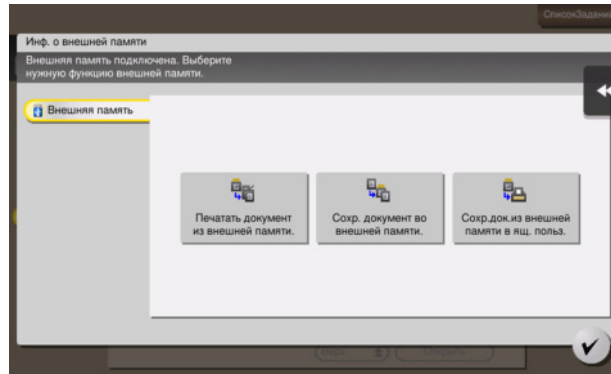 СписокЗадани
Инф. о внешней памяти
Внешняя память подключена. Выберите
нужную функцию внешней памяти.
Внешняя память
Печатать документ
из внешней памяти.
Сохр. документ во
внешней памяти.
Сохр.док.из внешней
памяти в ящ. польз.
Открыть